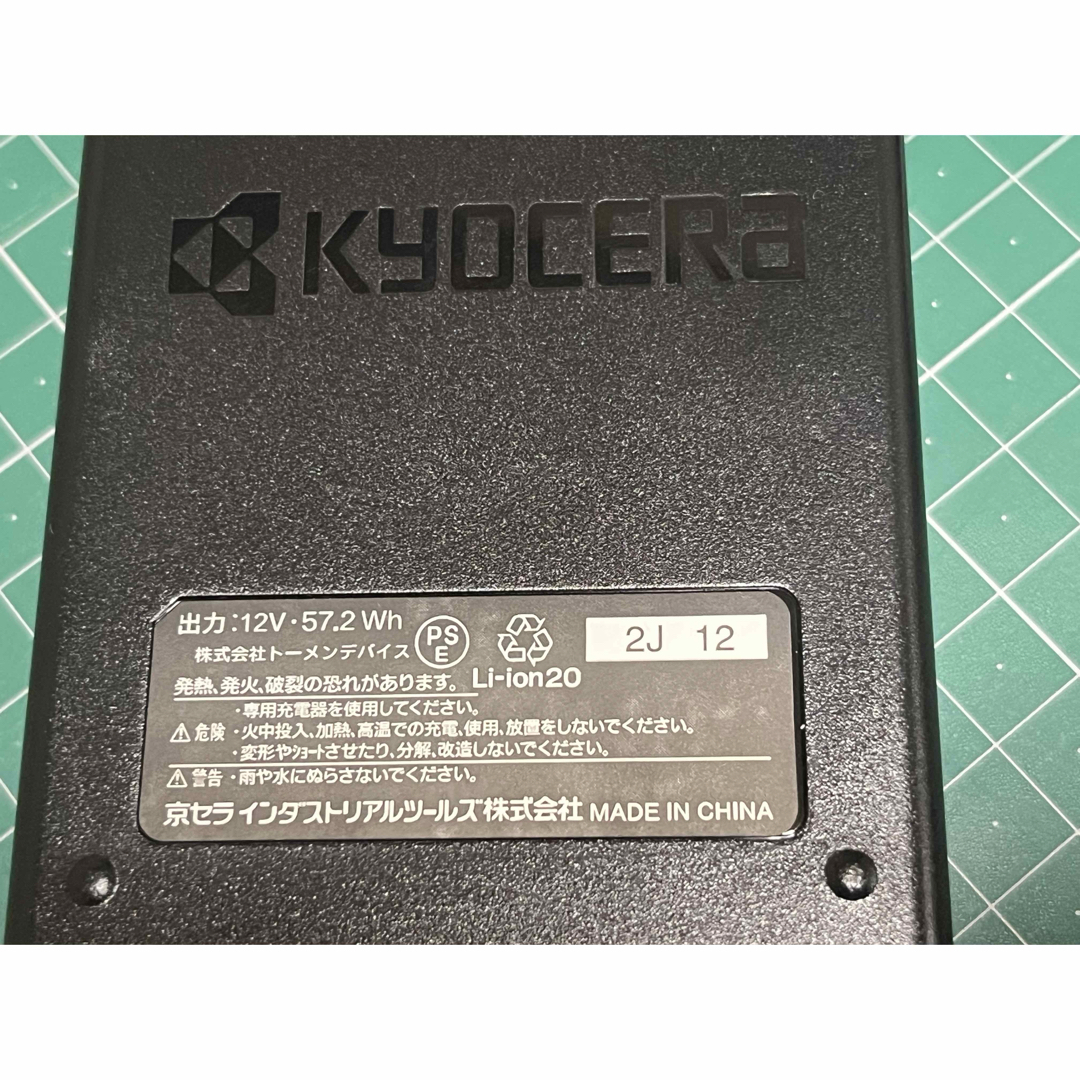 KYOCERA
出力:12V・57.2 Wh
株式会社トーメンデバイス
PS
E
2J 12
Li-ion20
発熱、発火、破裂の恐れがあります。
・専用充電器を使用してください。
⚠危険 ・火中投入、加熱、高温での充電、使用、放置をしないでください。
・変形やｼｮｰﾄさせたり、分解、改造しないでください。
⚠警告 ・雨や水にぬらさないでください。
京セラ インダストリアルツールズ株式会社 MADE IN CHINA